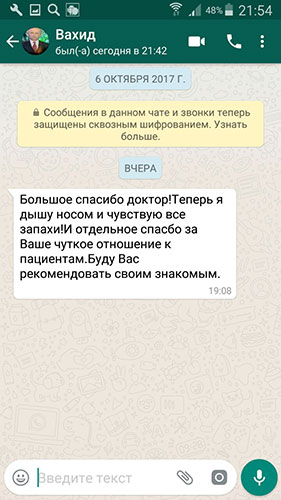 48% 21:54
Вахид
был(-а) сегодня в 21:42
6 ОКТЯБРЯ 2017 Г.
Сообщения в данном чате и звонки теперь
защищены сквозным шифрованием. Узнать
больше.
ВЧЕРА
Большое спасибо доктор!Теперь я
дышу носом и чувствую все
запахи!И отдельное спасбо за
Ваше чуткое отношение к
пациентам.Буду Вас
рекомендовать своим знакомым.
19:08
Введите текст